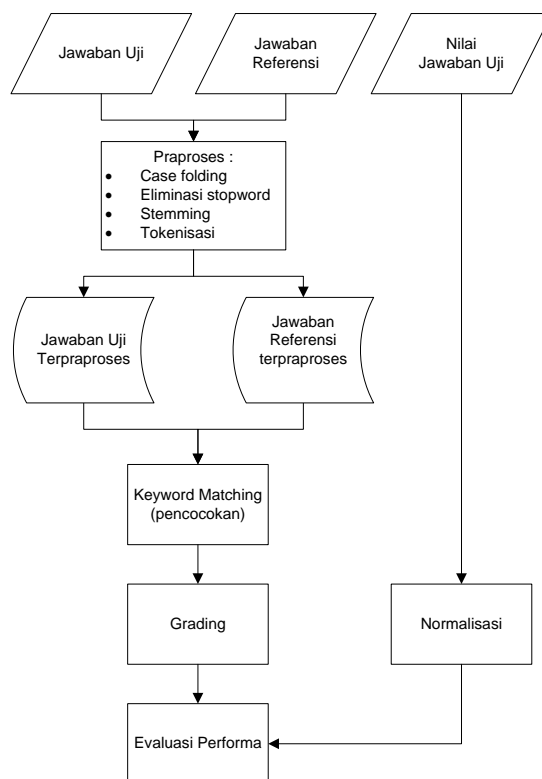 Jawaban Uji
Jawaban
Referensi
Nilai
Jawaban Uji
Praproses :
• Case folding
• Eliminasi stopword
• Stemming
• Tokenisasi
Jawaban Uji
Terpraproses
Jawaban
Referensi
terpraproses
Keyword Matching
(pencocokan)
Grading
Normalisasi
Evaluasi Performa